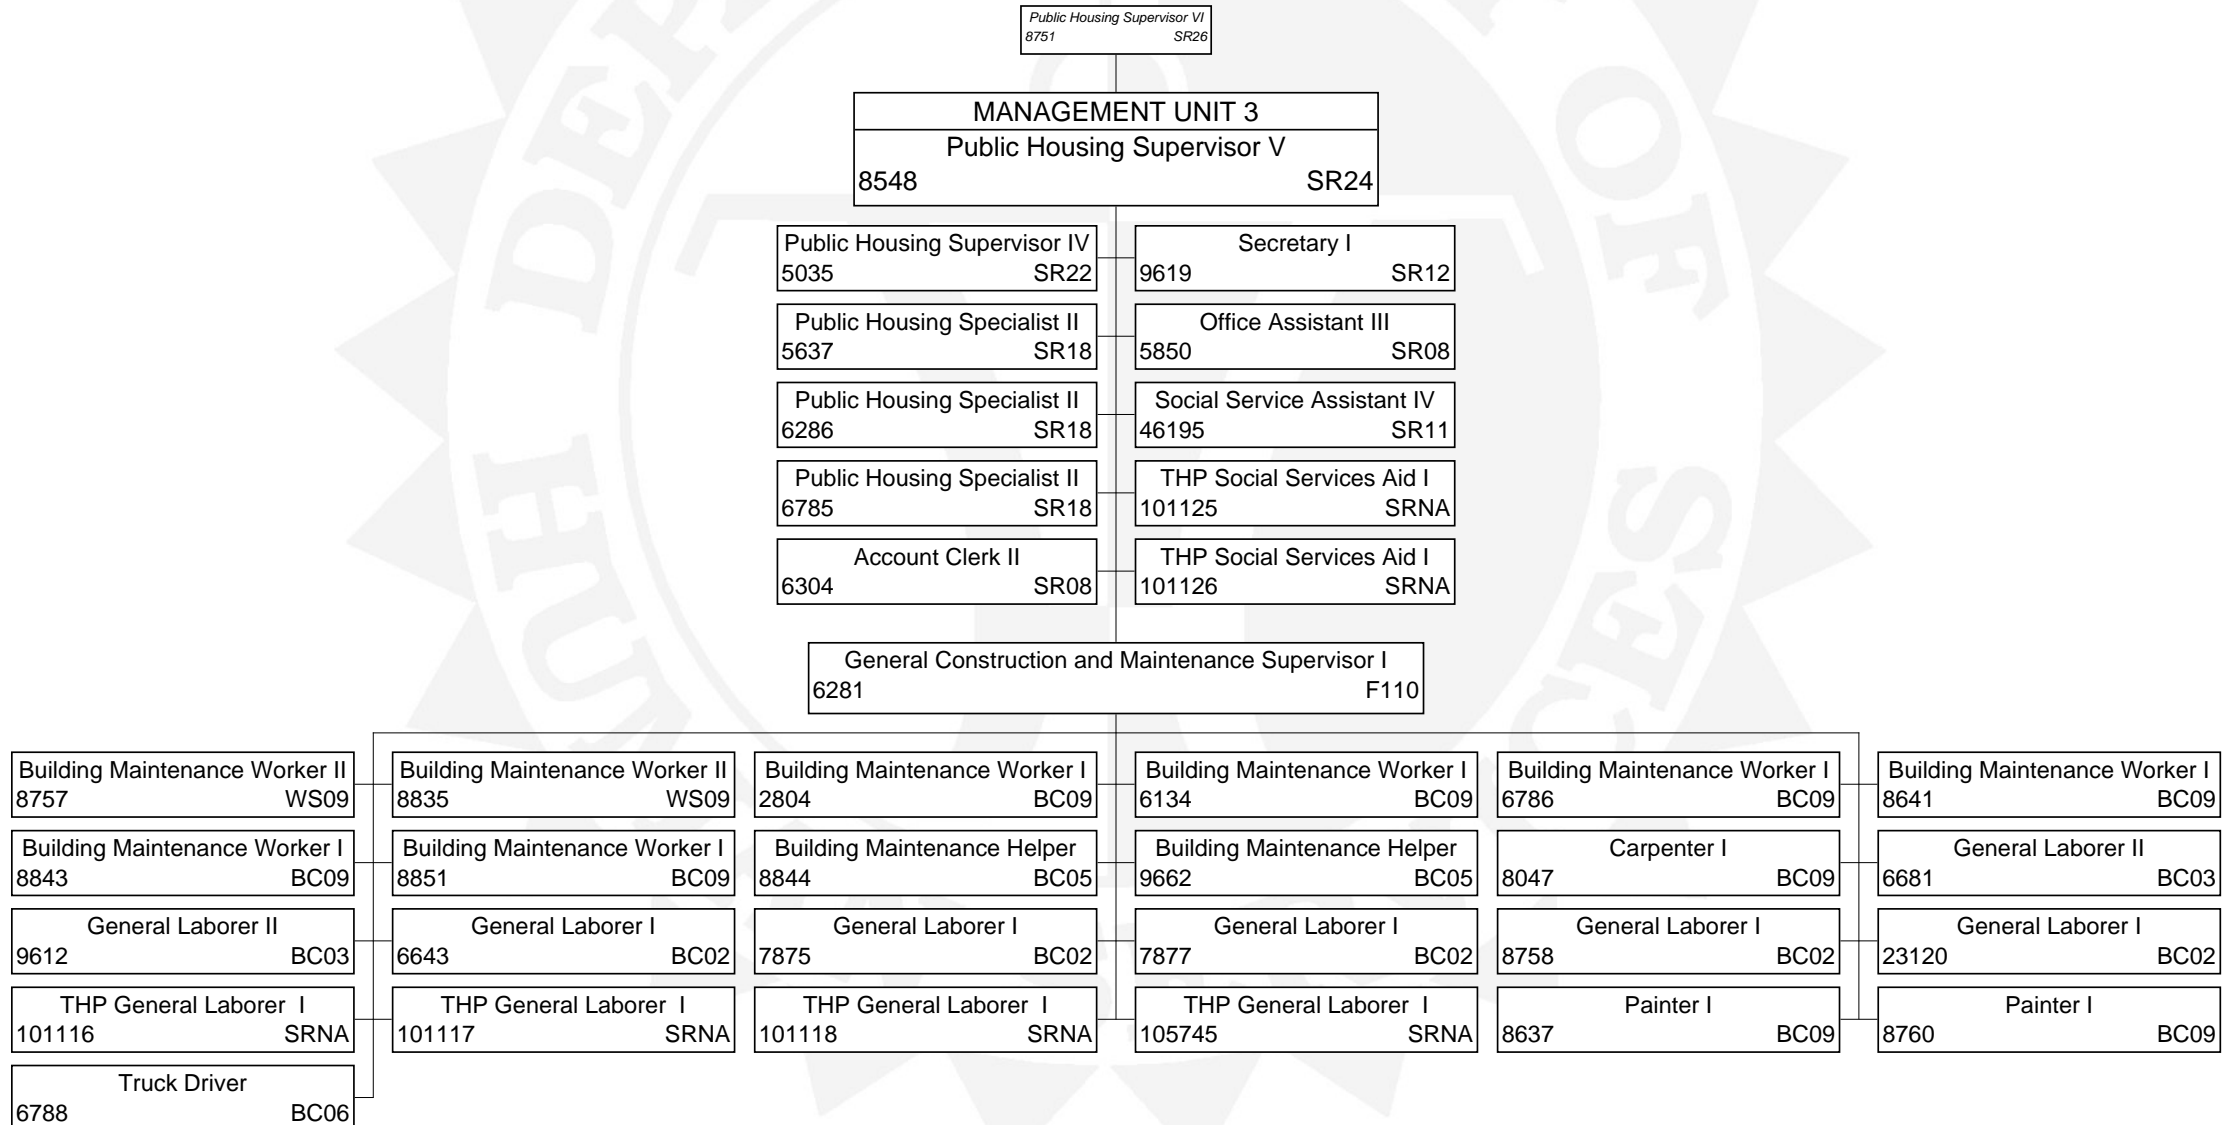 Public Housing Supervisor VI
8751 SR26
MANAGEMENT UNIT 3
Public Housing Supervisor V
8548 SR24
Public Housing Supervisor IV
5035 SR22
Secretary I
9619 SR12
Public Housing Specialist II
5637 SR18
Office Assistant III
5850 SR08
Public Housing Specialist II
6286 SR18
Social Service Assistant IV
46195 SR11
Public Housing Specialist II
6785 SR18
THP Social Services Aid I
101125 SRNA
Account Clerk II
6304 SR08
THP Social Services Aid I
101126 SRNA
General Construction and Maintenance Supervisor I
6281 F110
Building Maintenance Worker II
8757 WS09
Building Maintenance Worker II
8835 WS09
Building Maintenance Worker I
2804 BC09
Building Maintenance Worker I
6134 BC09
Building Maintenance Worker I
6786 BC09
Building Maintenance Worker I
8641 BC09
Building Maintenance Worker I
8843 BC09
Building Maintenance Worker I
8851 BC09
Building Maintenance Helper
8844 BC05
Building Maintenance Helper
9662 BC05
Carpenter I
8047 BC09
General Laborer II
6681 BC03
General Laborer II
9612 BC03
General Laborer I
6643 BC02
General Laborer I
7875 BC02
General Laborer I
7877 BC02
General Laborer I
8758 BC02
General Laborer I
23120 BC02
THP General Laborer I
101116 SRNA
THP General Laborer I
101117 SRNA
THP General Laborer I
101118 SRNA
THP General Laborer I
105745 SRNA
Painter I
8637 BC09
Painter I
8760 BC09
Truck Driver
6788 BC06